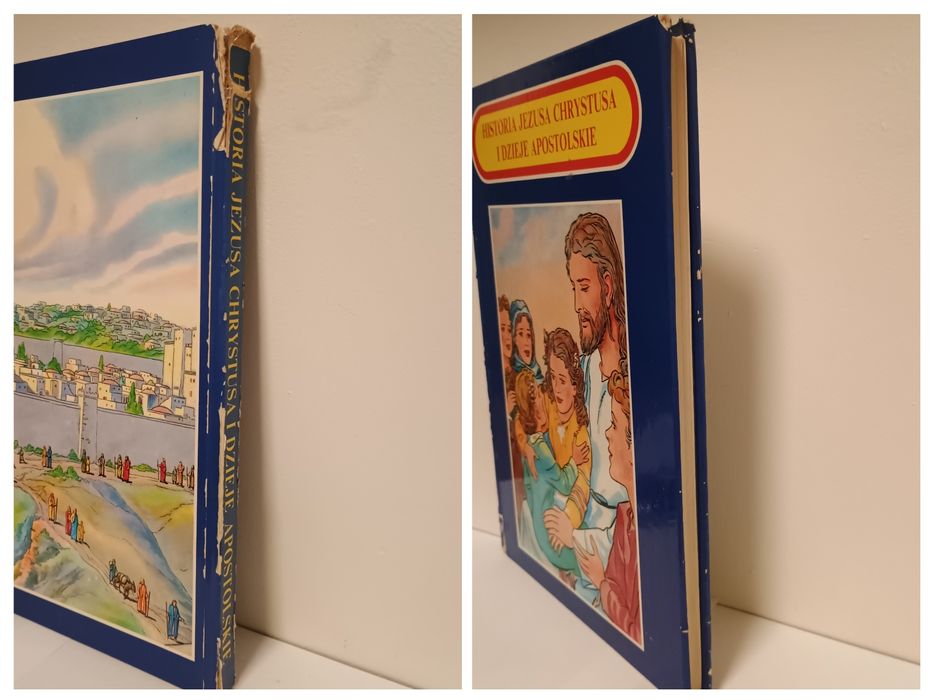 HISTORIA JEZUSA CHRYSTUSA I DZIEJE APOSTOLSKIE
HISTORIA JEZUSA CHRYSTUSA
I DZIEJE APOSTOLSKIE